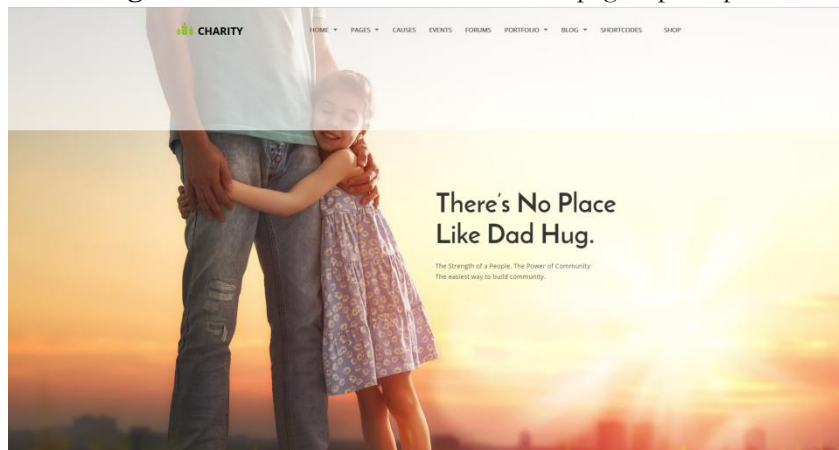 CHARITY
HOME PAGES CAUSES EVENTS FORUMS PORTFOLIO BLOG SHORTCODES SHOP
There's No Place
Like Dad Hug.
The Strength of a People. The Power of Community
The easiest way to build community.